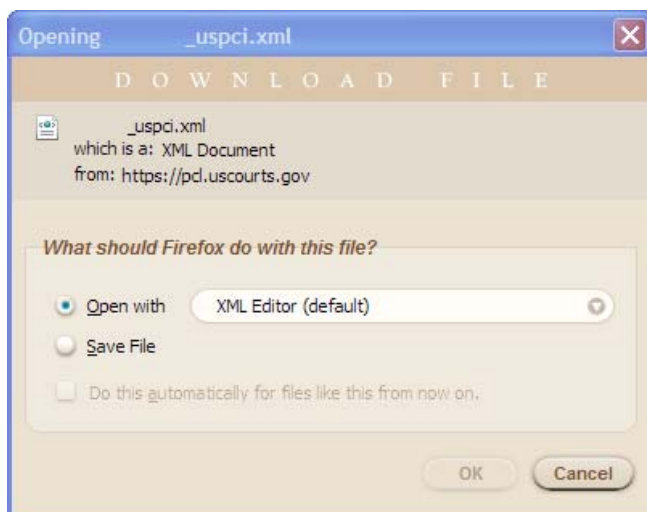 Opening _uspci.xml
DOWNLOAD FILE
_uspci.xml
which is a: XML Document
from: https://pcl.uscourts.gov
What should Firefox do with this file?
Open with XML Editor (default)
Save File
Do this automatically for files like this from now on.
OK Cancel